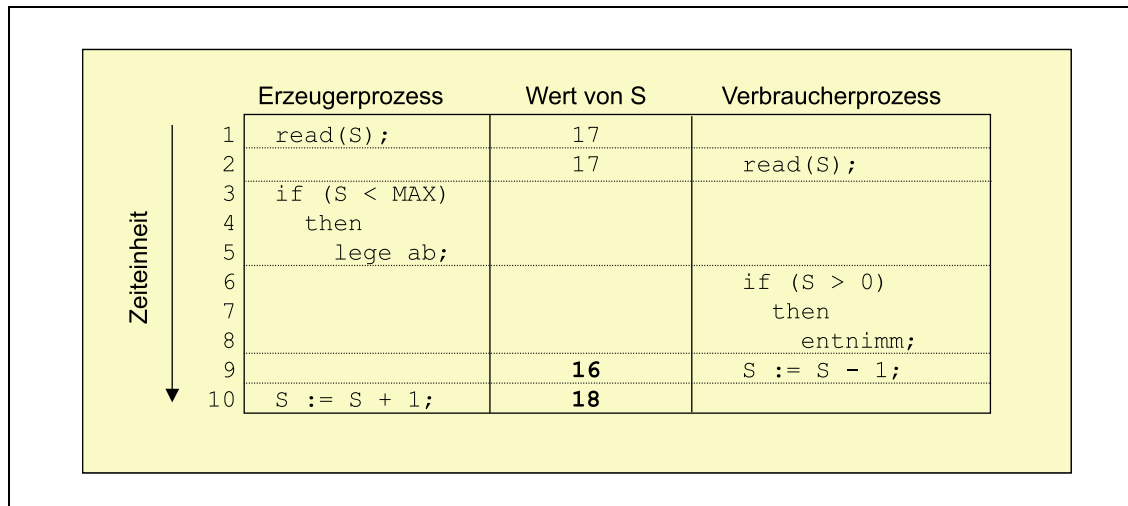 Erzeugerprozess Wert von S Verbraucherprozess
1 read(S); 17
2 17 read(S);
3 if (S < MAX)
4 then
5 lege ab;
6 if (S > 0)
7 then
8 entnimm;
9 16 S := S - 1;
10 S := S + 1; 18
Zeiteinheit